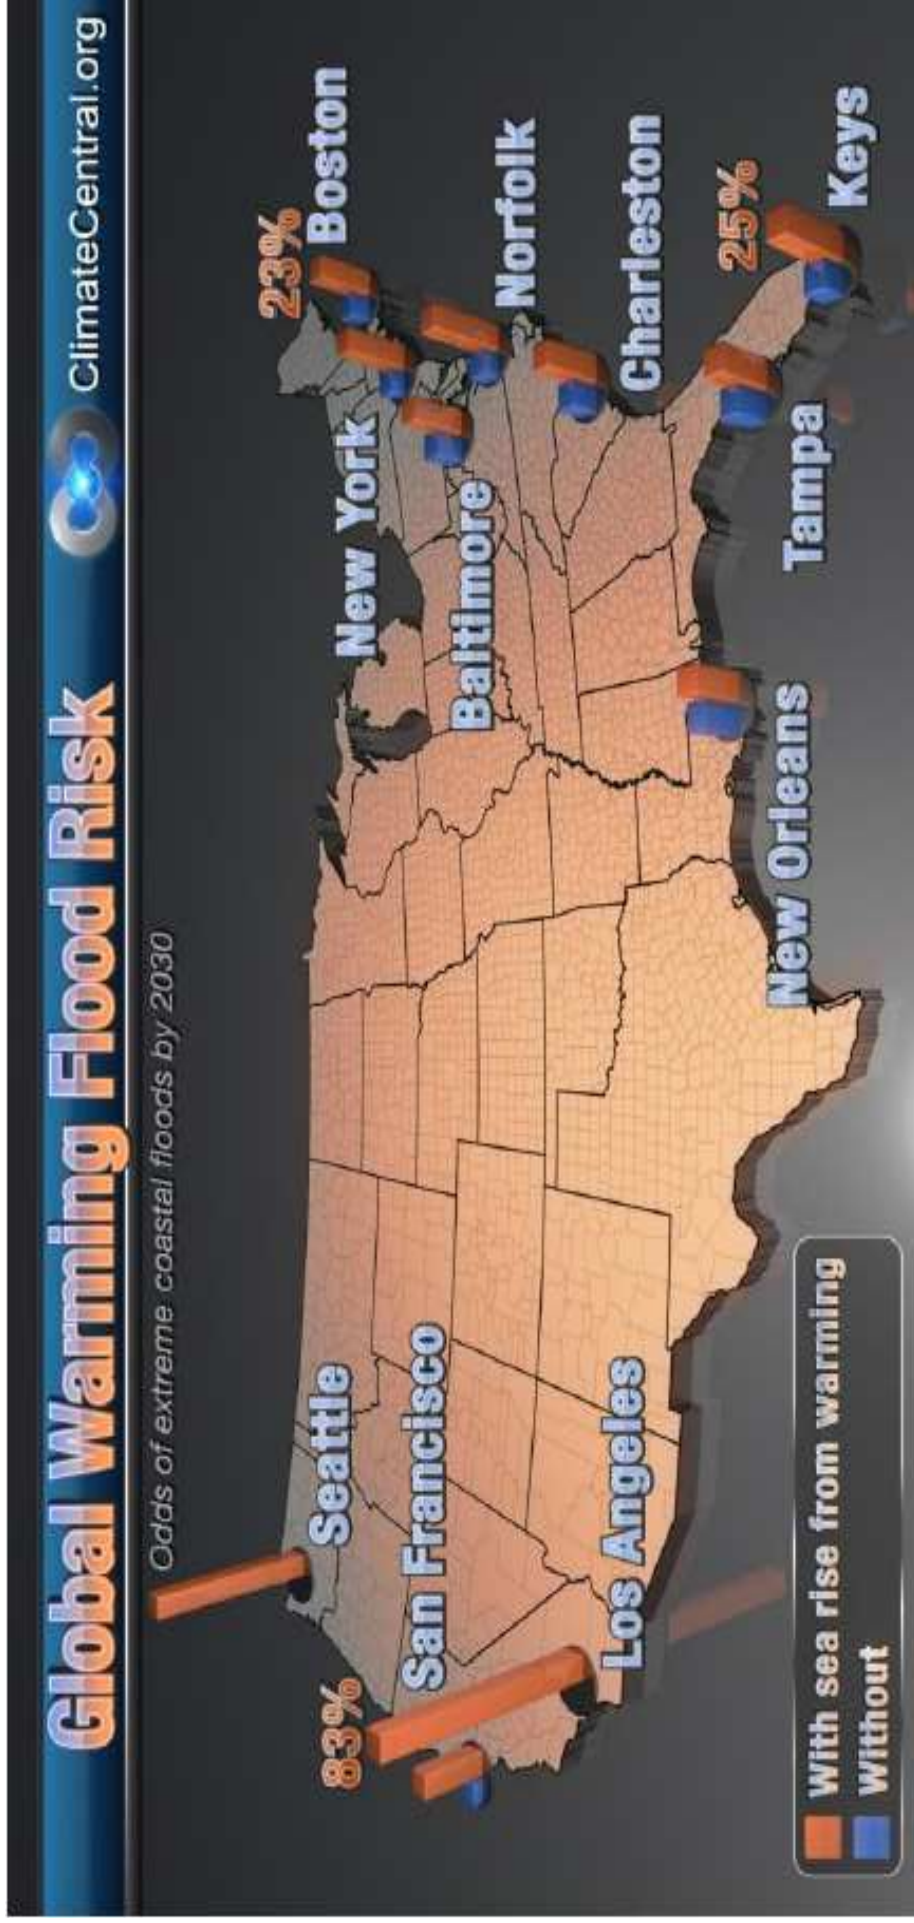 Global Warming Flood Risk
ClimateCentral.org
Odds of extreme coastal floods by 2030
83%
Seattle
San Francisco
Los Angeles
New Orleans
New York
Baltimore
Tampa
23%
Boston
Norfolk
Charleston
25%
Keys
With sea rise from warming
Without